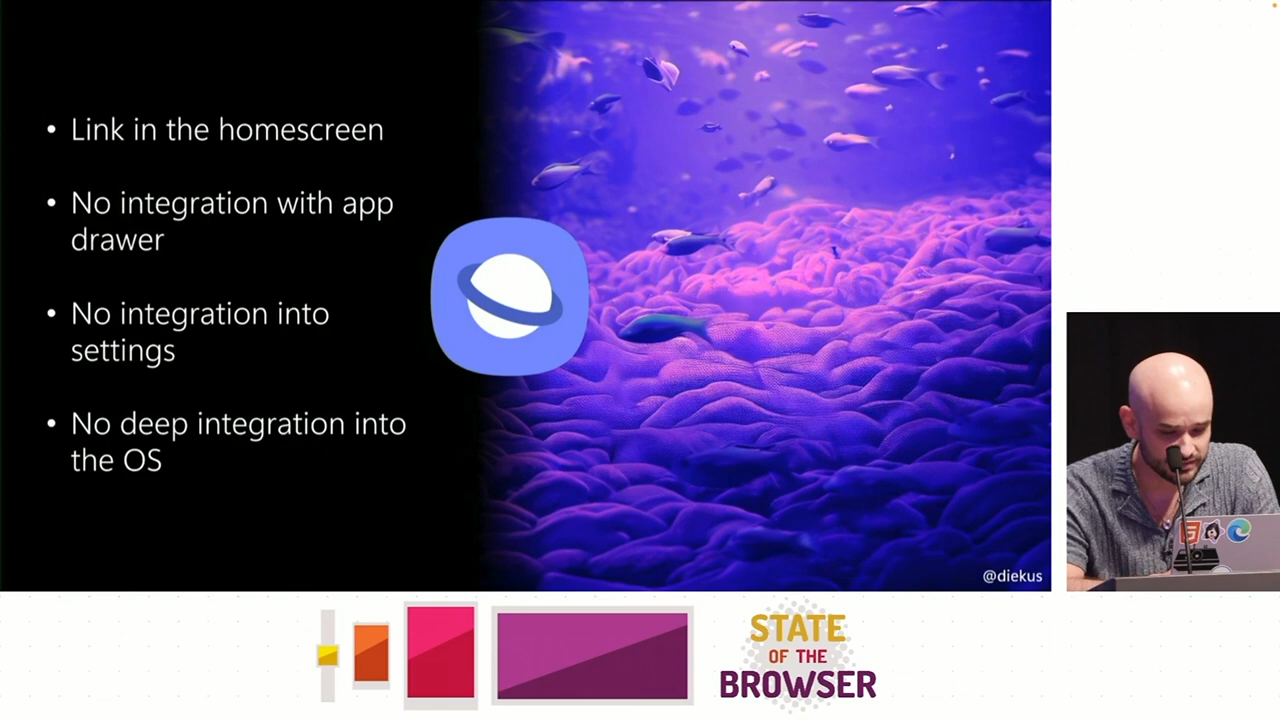 • Link in the homescreen
• No integration with app
drawer
• No integration into
settings
• No deep integration into
the OS
@diekus
STATE
OF THE
BROWSER